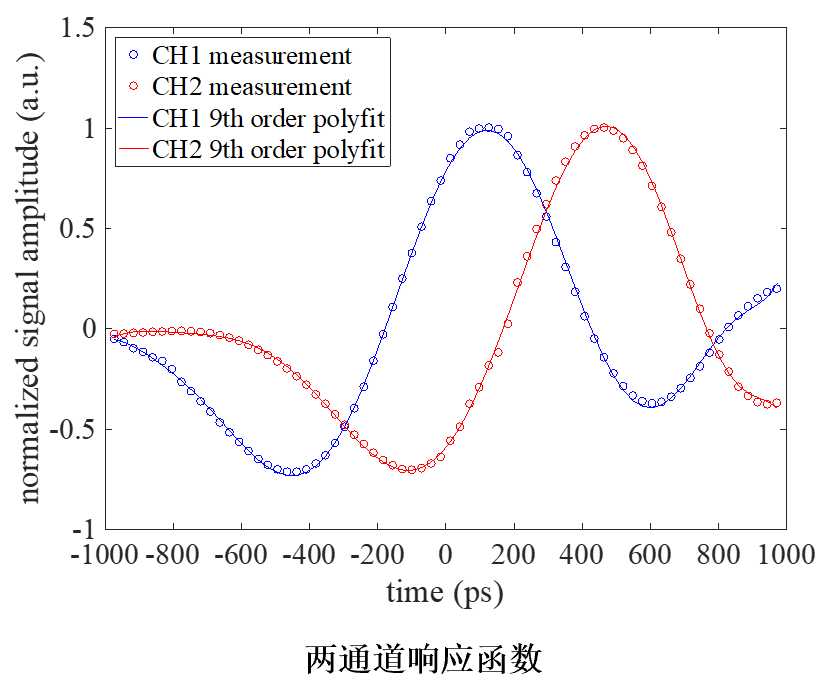 1.5
CH1 measurement
CH2 measurement
CH1 9th order polyfit
CH2 9th order polyfit
1
0.5
0
-0.5
-1
normalized signal amplitude (a.u.)
-1000 -800 -600 -400 -200 0 200 400 600 800 1000
time (ps)
两通道响应函数